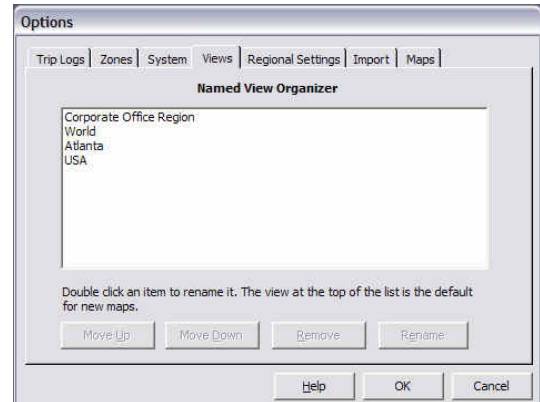 Options
Trip Logs Zones System Views Regional Settings Import Maps
Named View Organizer
Corporate Office Region
World
Atlanta
USA
Double click an item to rename it. The view at the top of the list is the default
for new maps.
Move Up Move Down Remove Rename
Help OK Cancel